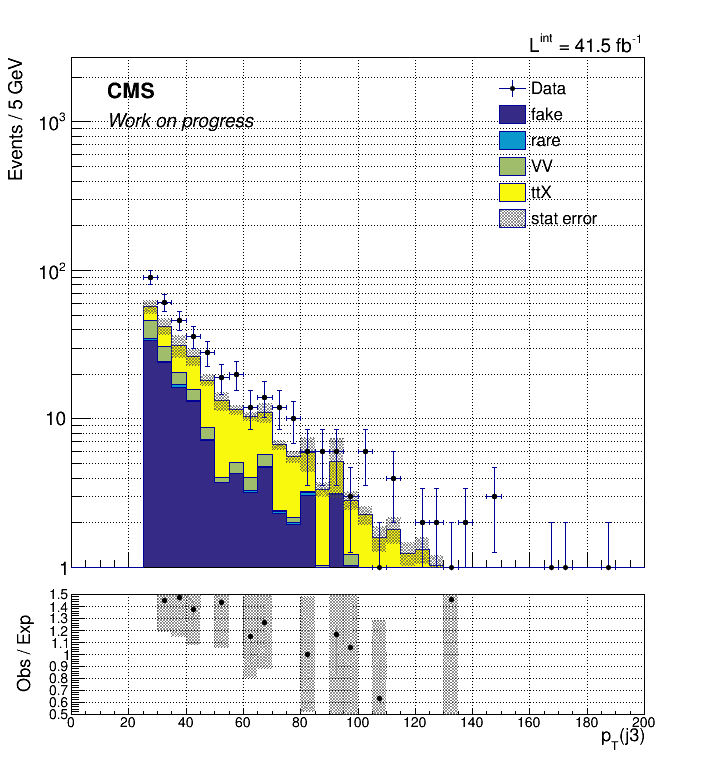 L^int = 41.5 fb^-1
Events / 5 GeV
CMS
Work on progress
Data
fake
rare
VV
ttX
stat error
10^3
10^2
10
1
Obs / Exp
1.5
1.4
1.3
1.2
1.1
1
0.9
0.8
0.7
0.6
0.5
0 20 40 60 80 100 120 140 160 180 200
p_T(j3)